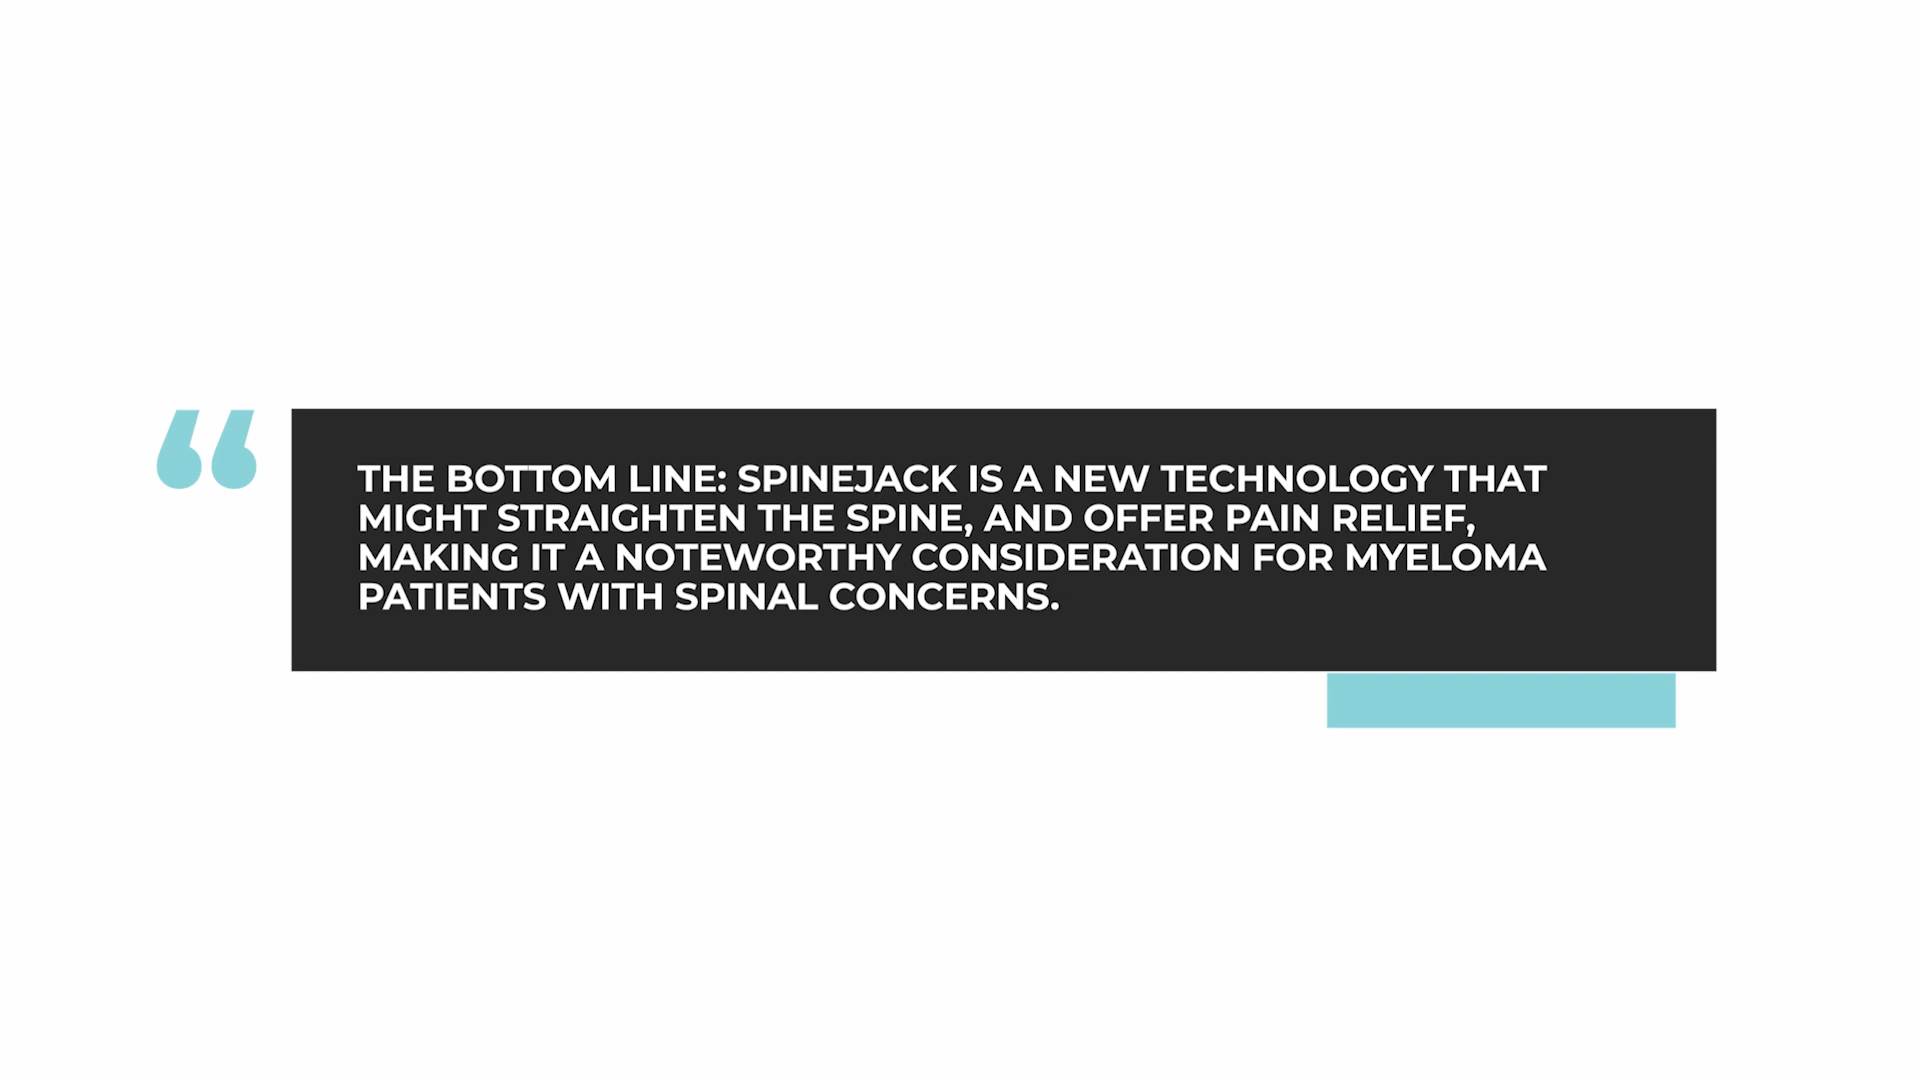 “
THE BOTTOM LINE: SPINEJACK IS A NEW TECHNOLOGY THAT
MIGHT STRAIGHTEN THE SPINE, AND OFFER PAIN RELIEF,
MAKING IT A NOTEWORTHY CONSIDERATION FOR MYELOMA
PATIENTS WITH SPINAL CONCERNS.